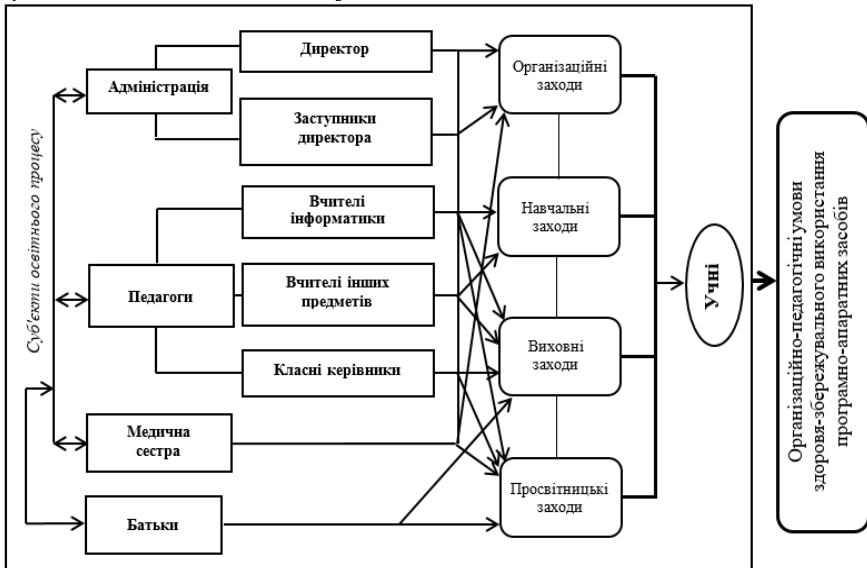 Суб'єкти освітнього процесу
Адміністрація
Директор
Заступники
директора
Педагоги
Вчителі
інформатики
Вчителі інших
предметів
Класні керівники
Медична
сестра
Батьки
Організаційні
заходи
Навчальні
заходи
Виховні
заходи
Просвітницькі
заходи
Учні
Організаційно-педагогічні умови
здоровя-збережувального використання
програмно-апаратних засобів